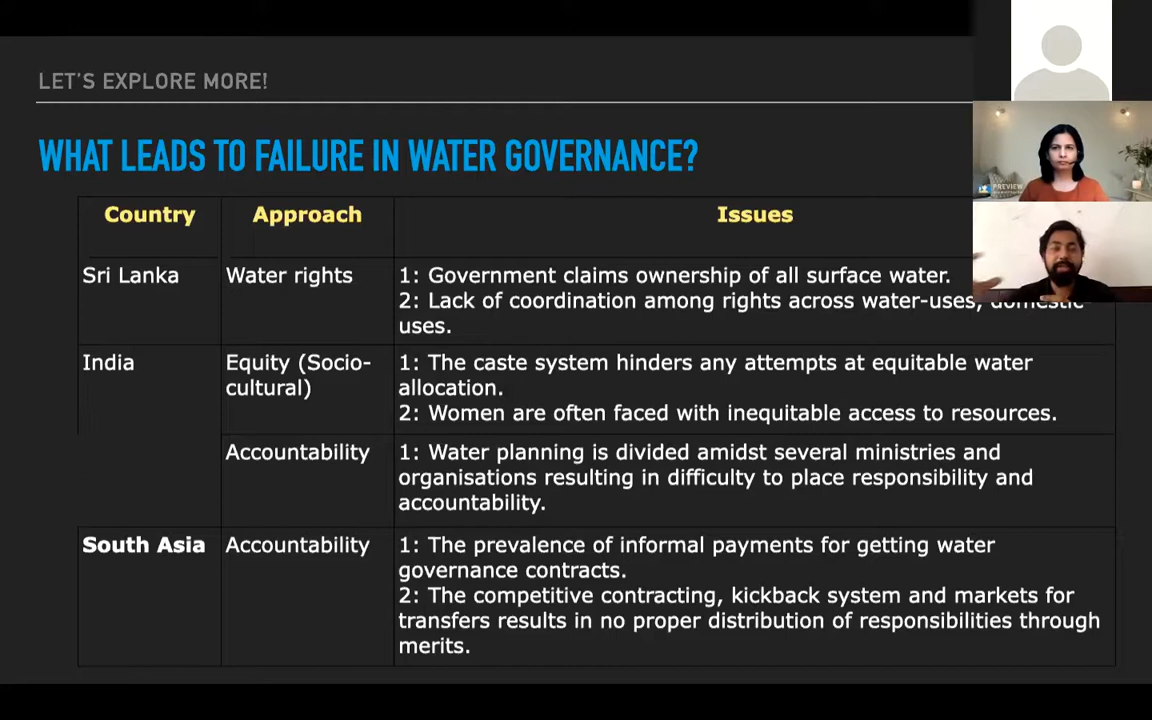 LET'S EXPLORE MORE!
WHAT LEADS TO FAILURE IN WATER GOVERNANCE?
Country Approach Issues
Sri Lanka Water rights 1: Government claims ownership of all surface water.
2: Lack of coordination among rights across water-uses, domestic
uses.
India Equity (Socio- 1: The caste system hinders any attempts at equitable water
cultural) allocation.
2: Women are often faced with inequitable access to resources.
Accountability 1: Water planning is divided amidst several ministries and
organisations resulting in difficulty to place responsibility and
accountability.
South Asia Accountability 1: The prevalence of informal payments for getting water
governance contracts.
2: The competitive contracting, kickback system and markets for
transfers results in no proper distribution of responsibilities through
merits.
PREVIEW